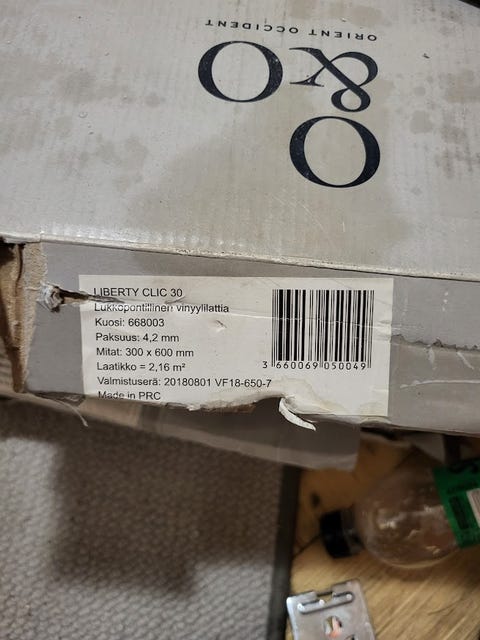 ORIENT OCCIDENT
O&O
LIBERTY CLIC 30
Lukkopontillinen vinyylilattia
Kuosi: 668003
Paksuus: 4,2 mm
Mitat: 300 x 600 mm
Laatikko = 2,16 m²
Valmistuserä: 20180801 VF18-650-7
Made in PRC
3 660069 050049